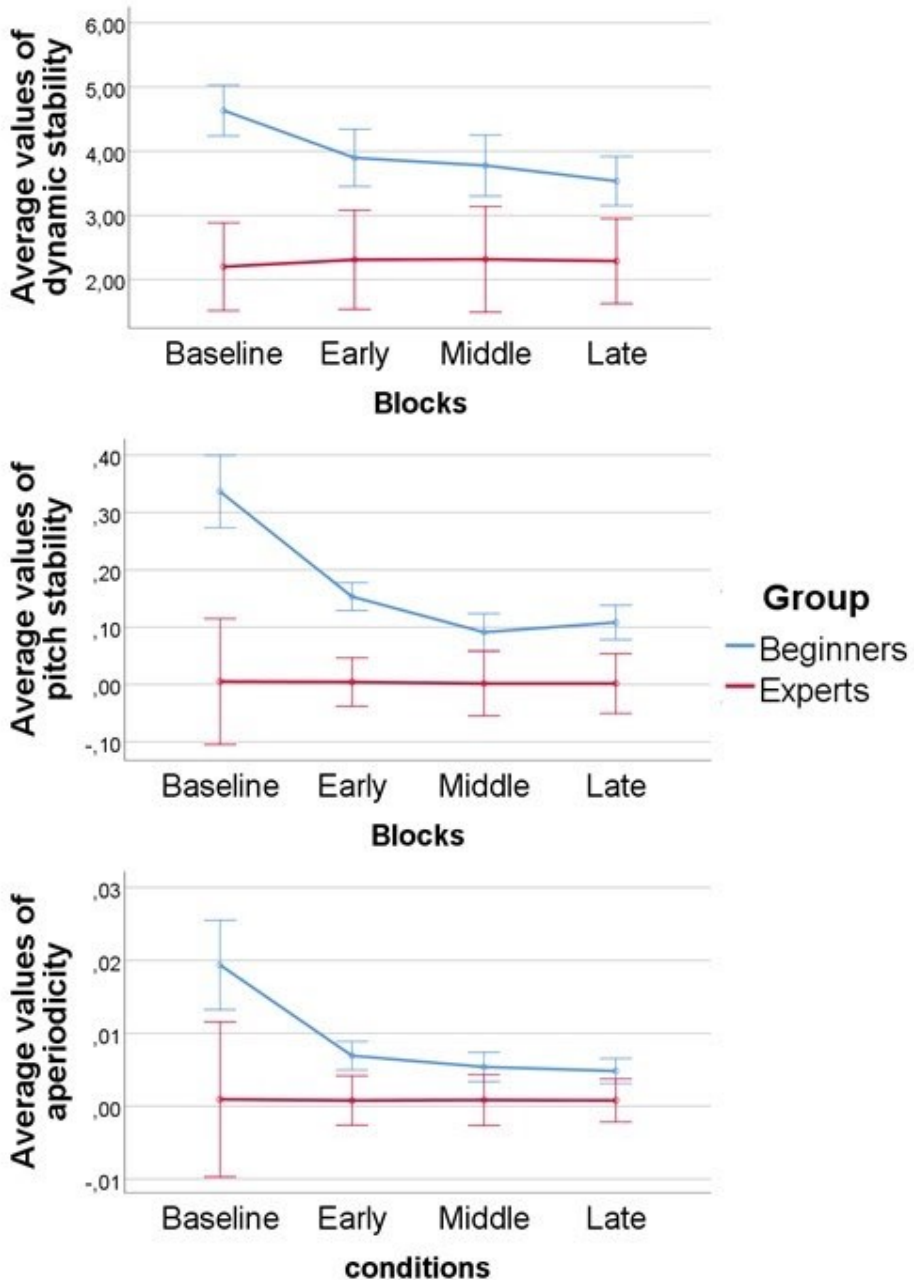 Average values of
dynamic stability
6,00
5,00
4,00
3,00
2,00
Baseline Early Middle Late
Blocks
Average values of
pitch stability
,40
,30
,20
,10
,00
-,10
Baseline Early Middle Late
Blocks
Group
Beginners
Experts
Average values of
aperiodicity
,03
,02
,01
,00
-,01
Baseline Early Middle Late
conditions